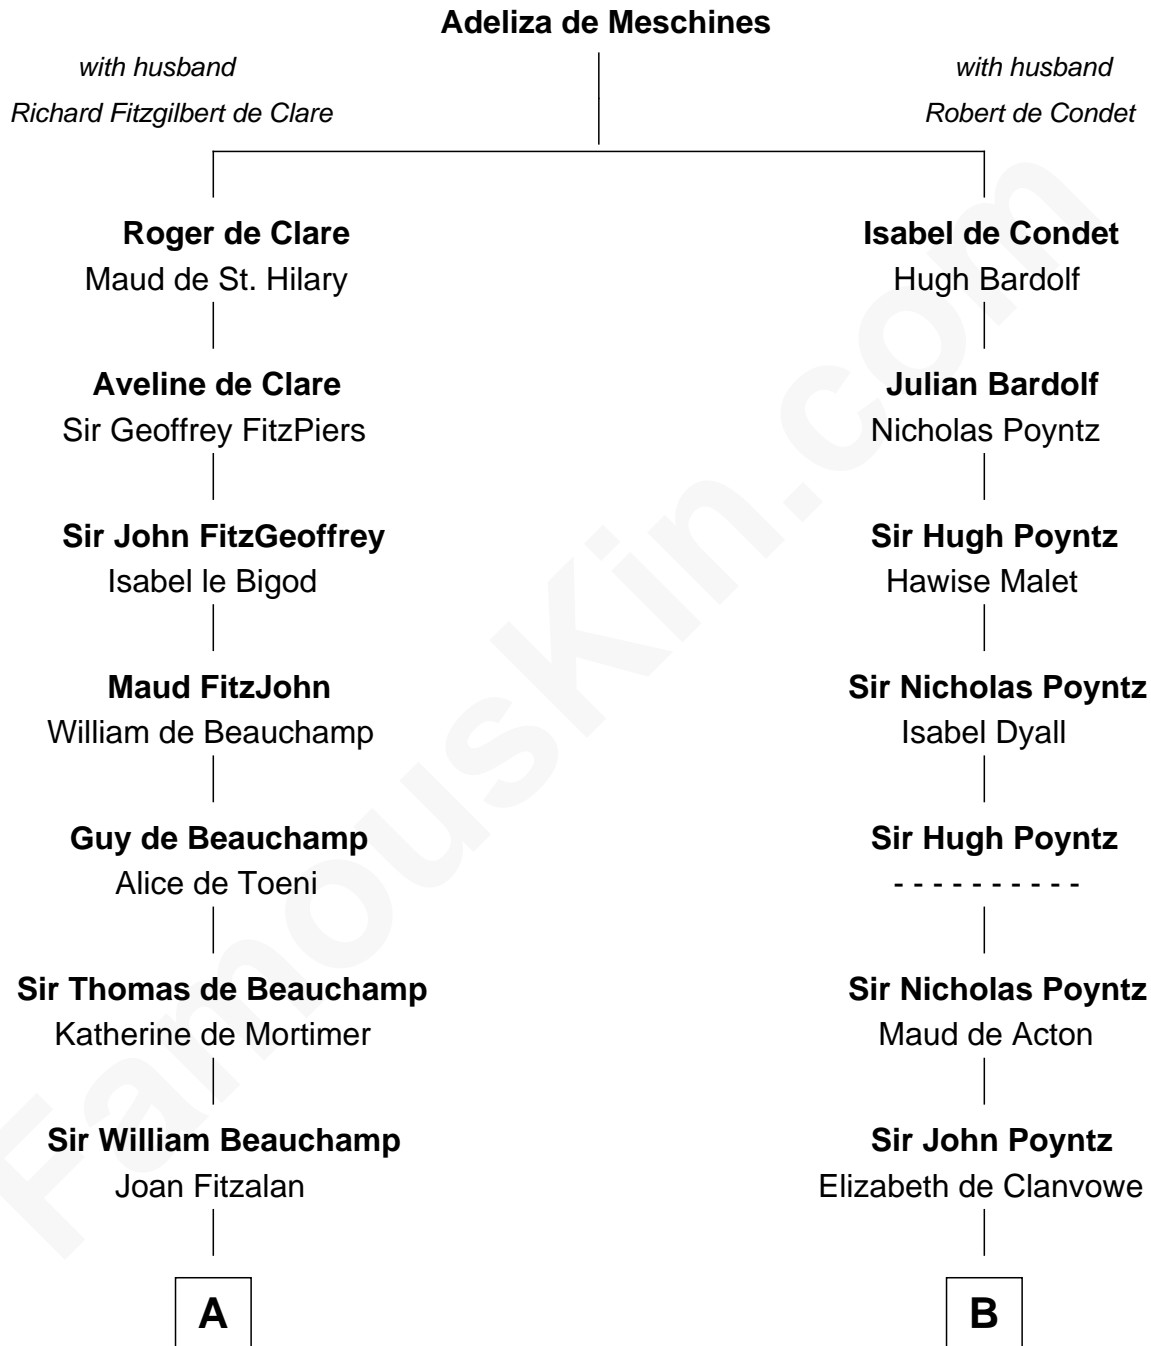 Adeliza de Meschines
with husband
Richard Fitzgilbert de Clare
with husband
Robert de Condet
Roger de Clare
Maud de St. Hilary
Isabel de Condet
Hugh Bardolf
Aveline de Clare
Sir Geoffrey FitzPiers
Julian Bardolf
Nicholas Poyntz
Sir John FitzGeoffrey
Isabel le Bigod
Sir Hugh Poyntz
Hawise Malet
Maud FitzJohn
William de Beauchamp
Sir Nicholas Poyntz
Isabel Dyall
Guy de Beauchamp
Alice de Toeni
Sir Hugh Poyntz
- - - - - - - - - -
Sir Thomas de Beauchamp
Katherine de Mortimer
Sir Nicholas Poyntz
Maud de Acton
Sir William Beauchamp
Joan Fitzalan
Sir John Poyntz
Elizabeth de Clanvowe
A
B
FamousKin.com